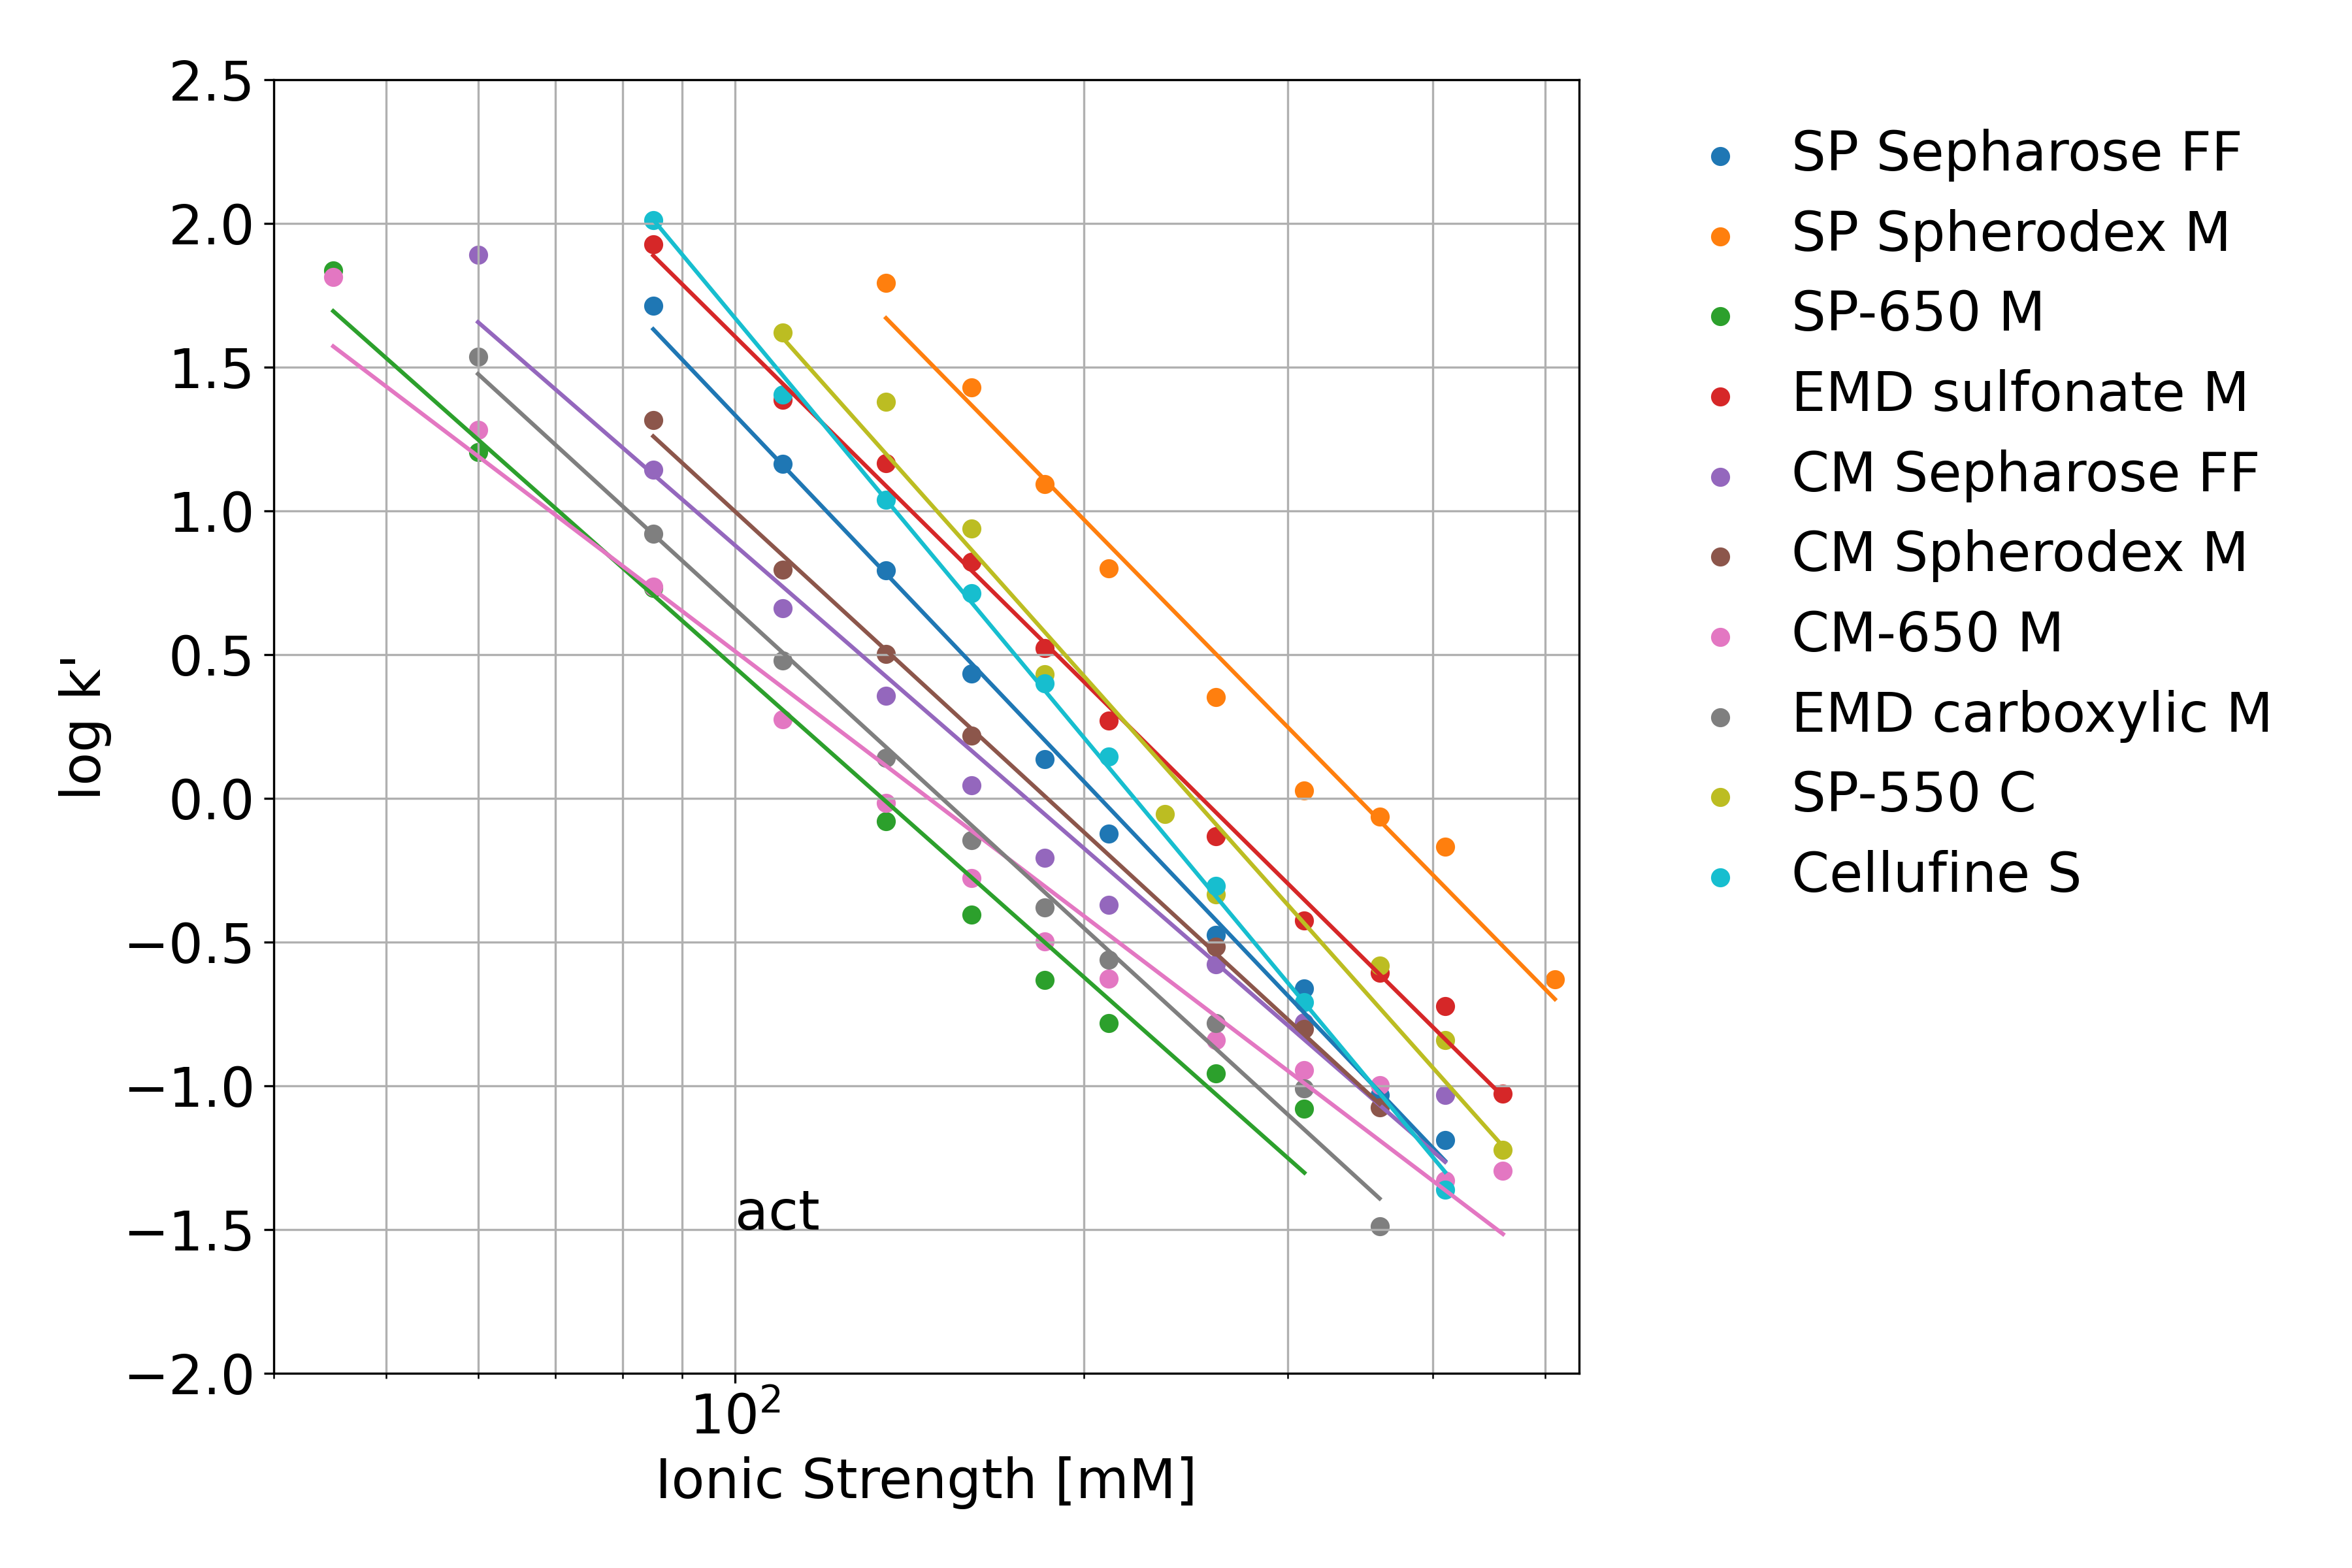 2.5
2.0
1.5
1.0
0.5
0.0
−0.5
−1.0
−1.5
−2.0
log k'
act
10²
Ionic Strength [mM]
SP Sepharose FF
SP Spherodex M
SP-650 M
EMD sulfonate M
CM Sepharose FF
CM Spherodex M
CM-650 M
EMD carboxylic M
SP-550 C
Cellufine S